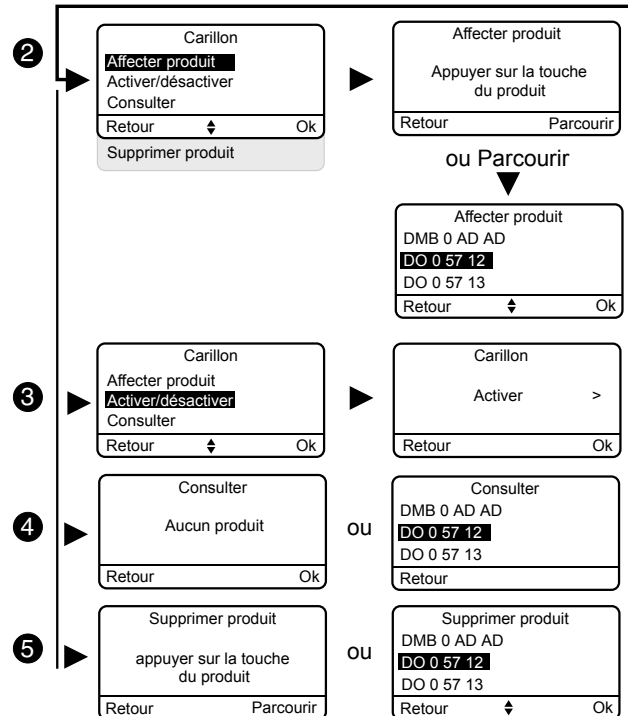 2
Carillon
Affecter produit
Activer/désactiver
Consulter
Retour Ok
Supprimer produit
Affecter produit
Appuyer sur la touche
du produit
Retour Parcourir
ou Parcourir
Affecter produit
DMB 0 AD AD
DO 0 57 12
DO 0 57 13
Retour Ok
3
Carillon
Affecter produit
Activer/désactiver
Consulter
Retour Ok
Carillon
Activer >
Retour Ok
4
Consulter
Aucun produit
Retour Ok
ou
Consulter
DMB 0 AD AD
DO 0 57 12
DO 0 57 13
Retour
5
Supprimer produit
appuyer sur la touche
du produit
Retour Parcourir
ou
Supprimer produit
DMB 0 AD AD
DO 0 57 12
DO 0 57 13
Retour Ok